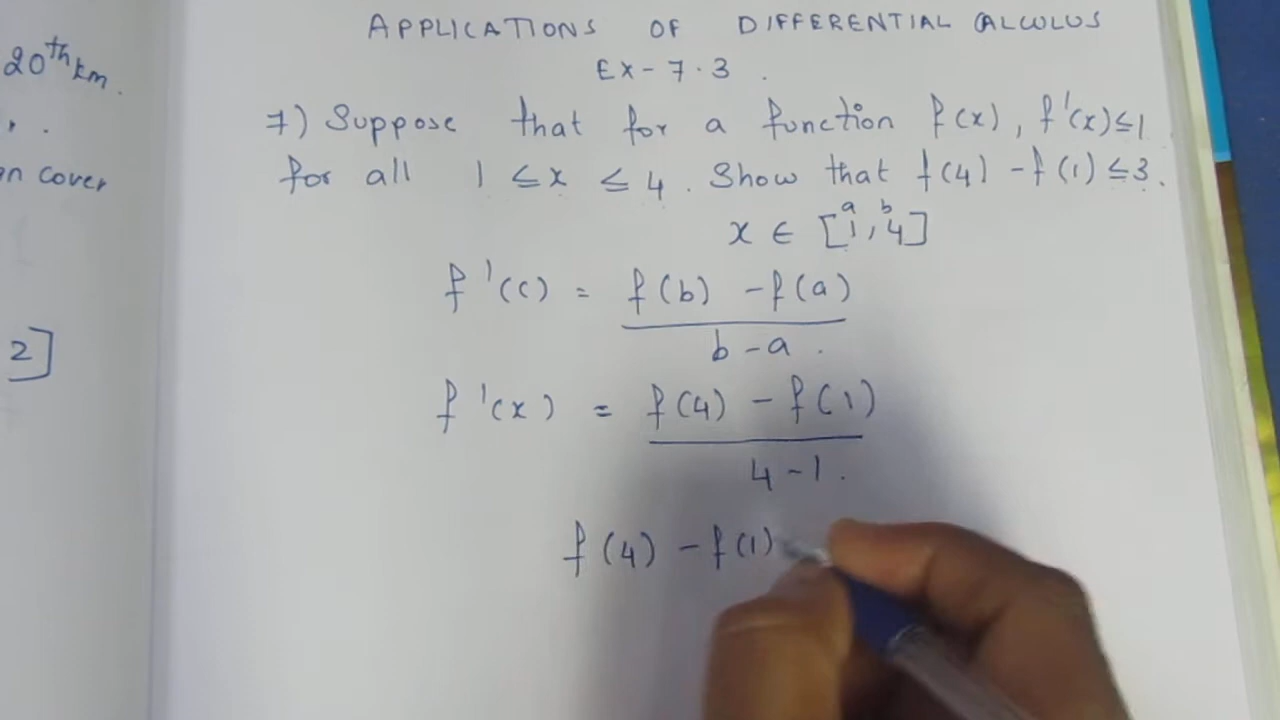 20th km.
, .
n cover
2]
APPLICATIONS OF DIFFERENTIAL CALCULUS
EX - 7.3 .
7) Suppose that for a function f(x), f'(x) ≤ 1
for all 1 ≤ x ≤ 4. Show that f(4) - f(1) ≤ 3.
a b
x ∈ [1, 4]
f'(c) = f(b) - f(a)
b - a .
f'(x) = f(4) - f(1)
4 - 1 .
f(4) - f(1)